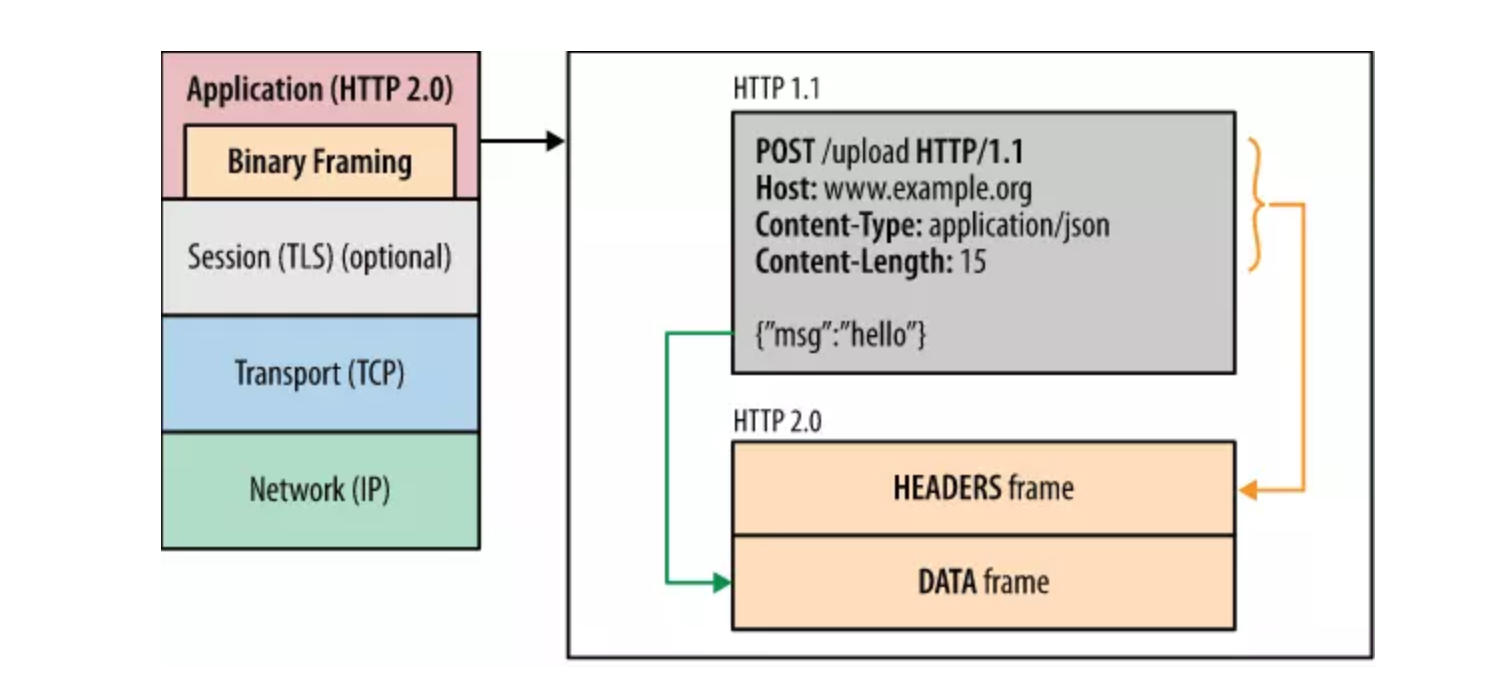 Application (HTTP 2.0)
Binary Framing
Session (TLS) (optional)
Transport (TCP)
Network (IP)
HTTP 1.1
POST /upload HTTP/1.1
Host: www.example.org
Content-Type: application/json
Content-Length: 15
{”msg”:”hello”}
HTTP 2.0
HEADERS frame
DATA frame